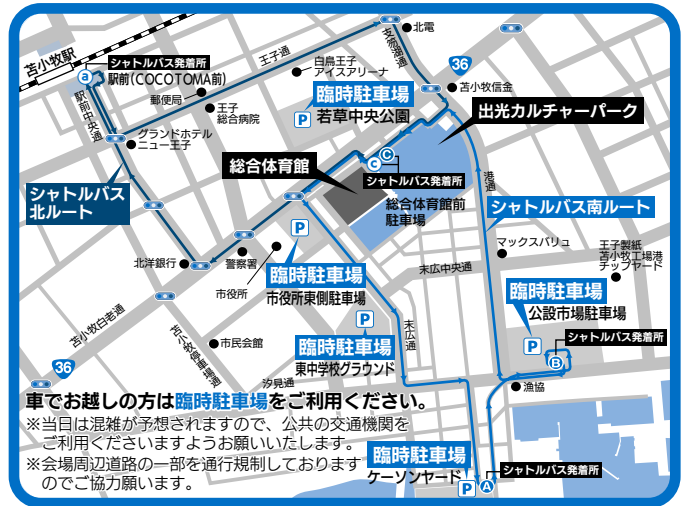 苫小牧駅
シャトルバス発着所
a
駅前(COCOTOMA前)
郵便局
王子
総合病院
王子通
白鳥王子
アイスアリーナ
北電
支笏湖通
36
苫小牧信金
臨時駐車場
P
若草中央公園
出光カルチャーパーク
駅前中央通
グランドホテル
ニュー王子
総合体育館
C
c
シャトルバス発着所
総合体育館前
駐車場
港通
シャトルバス
北ルート
シャトルバス南ルート
P
臨時駐車場
市役所東側駐車場
北洋銀行
警察署
市役所
末広中央通
マックスバリュ
王子製紙
苫小牧工場港
チップヤード
臨時駐車場
公設市場駐車場
P
シャトルバス発着所
B
苫小牧白老通
苫小牧停車場通
市民会館
P
臨時駐車場
東中学校グラウンド
末広通
汐見通
36
漁協
車でお越しの方は臨時駐車場をご利用ください。
※当日は混雑が予想されますので、公共の交通機関を
ご利用くださいますようお願いいたします。
※会場周辺道路の一部を通行規制しております
のでご協力願います。
臨時駐車場
ケーソンヤード
P
A
シャトルバス発着所